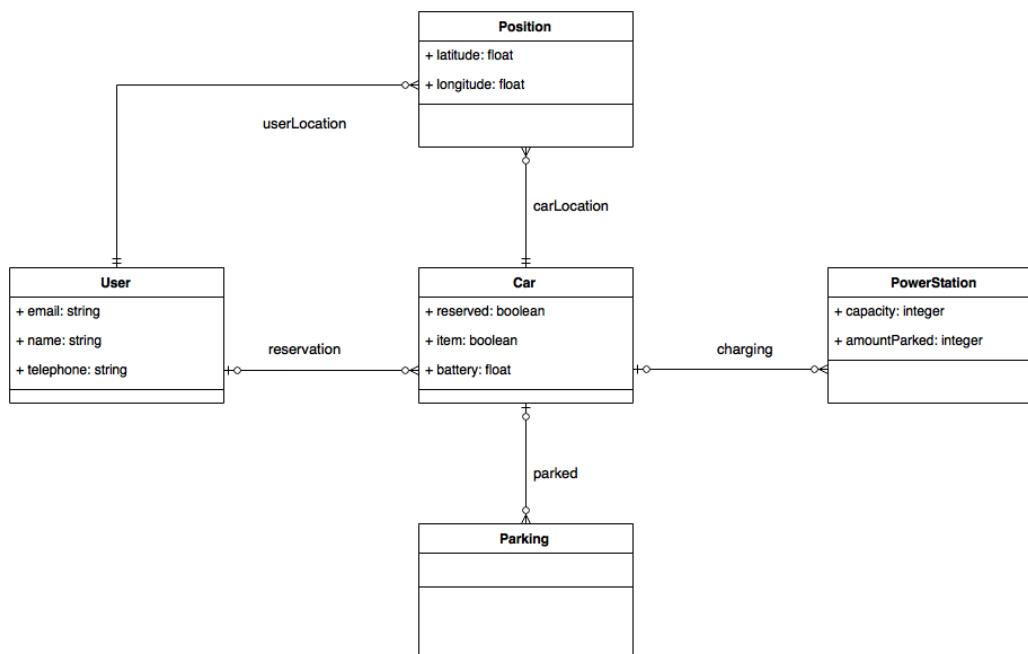 Position
+ latitude: float
+ longitude: float
userLocation
carLocation
User
+ email: string
+ name: string
+ telephone: string
reservation
Car
+ reserved: boolean
+ item: boolean
+ battery: float
charging
PowerStation
+ capacity: integer
+ amountParked: integer
parked
Parking